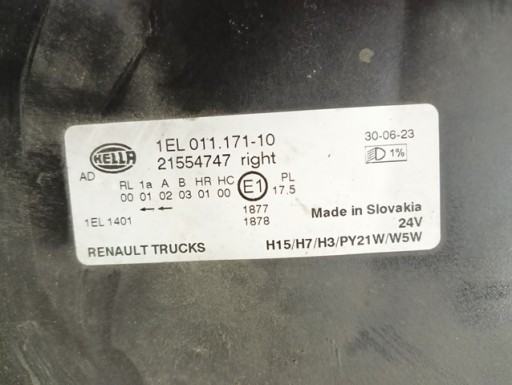 HELLA
1EL 011.171-10
30-06-23
21554747 right
1%
AD
RL 1a A B HR HC
E1
PL
00 01 02 03 01 00
17.5
←←
1EL 1401
1877
1878
Made in Slovakia
24V
RENAULT TRUCKS
H15/H7/H3/PY21W/W5W